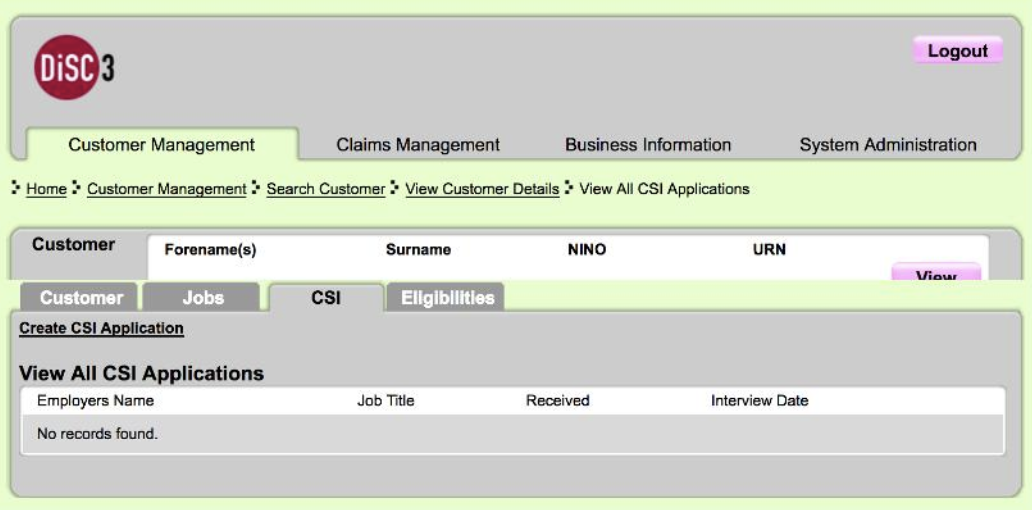 DiSC 3
Logout
Customer Management Claims Management Business Information System Administration
Home Customer Management Search Customer View Customer Details View All CSI Applications
Customer Forename(s) Surname NINO URN
View
Customer Jobs CSI Eligibilities
Create CSI Application
View All CSI Applications
Employers Name Job Title Received Interview Date
No records found.